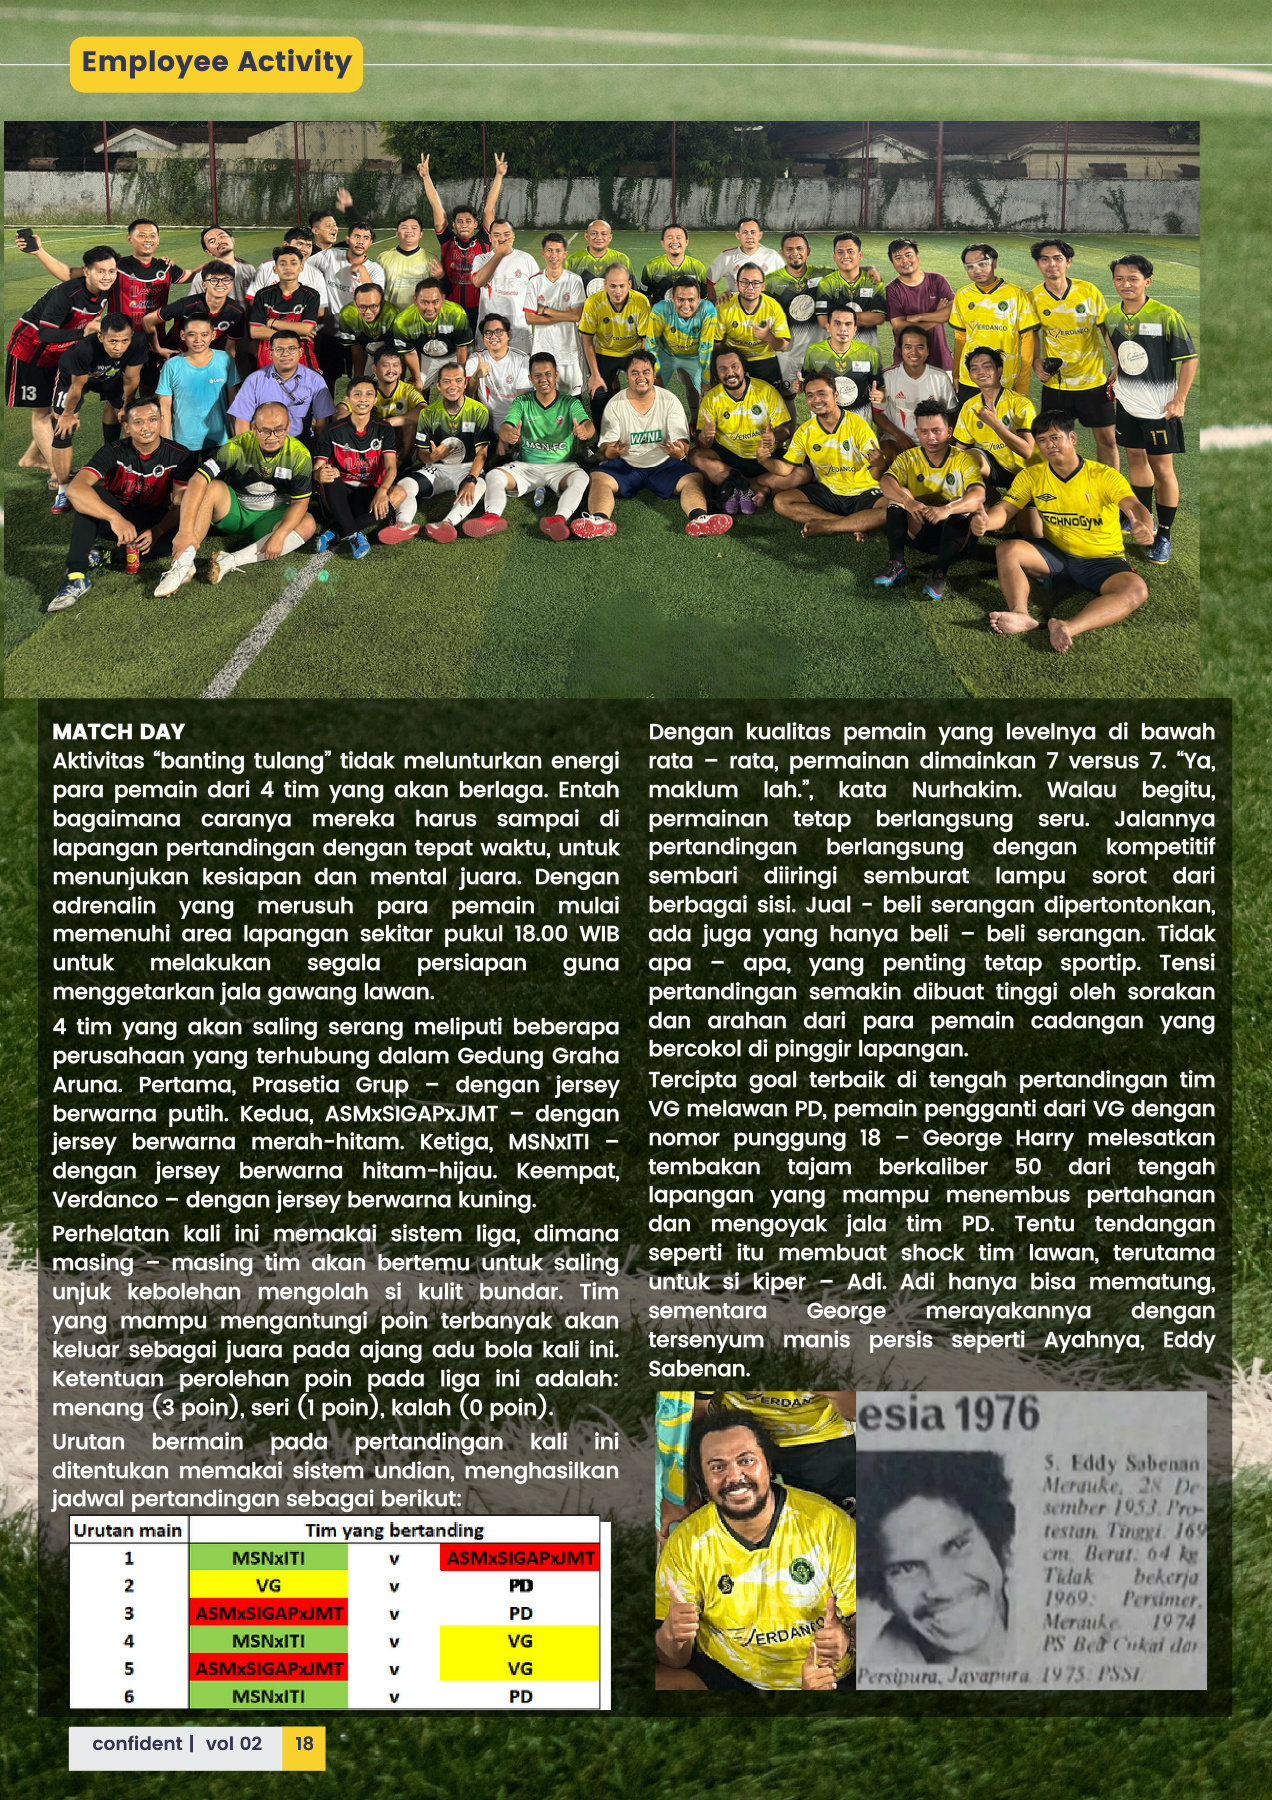 Employee Activity
13
17
MSN FC
WANI.
VERDANCO
VERDANCO
TECHNOGYM
MATCH DAY
Aktivitas “banting tulang” tidak melunturkan energi
para pemain dari 4 tim yang akan berlaga. Entah
bagaimana caranya mereka harus sampai di
lapangan pertandingan dengan tepat waktu, untuk
menunjukan kesiapan dan mental juara. Dengan
adrenalin yang merusuh para pemain mulai
memenuhi area lapangan sekitar pukul 18.00 WIB
untuk melakukan segala persiapan guna
menggetarkan jala gawang lawan.
4 tim yang akan saling serang meliputi beberapa
perusahaan yang terhubung dalam Gedung Graha
Aruna. Pertama, Prasetia Grup – dengan jersey
berwarna putih. Kedua, ASMxSIGAPxJMT – dengan
jersey berwarna merah-hitam. Ketiga, MSNxITI –
dengan jersey berwarna hitam-hijau. Keempat,
Verdanco – dengan jersey berwarna kuning.
Perhelatan kali ini memakai sistem liga, dimana
masing – masing tim akan bertemu untuk saling
unjuk kebolehan mengolah si kulit bundar. Tim
yang mampu mengantungi poin terbanyak akan
keluar sebagai juara pada ajang adu bola kali ini.
Ketentuan perolehan poin pada liga ini adalah:
menang (3 poin), seri (1 poin), kalah (0 poin).
Urutan bermain pada pertandingan kali ini
ditentukan memakai sistem undian, menghasilkan
jadwal pertandingan sebagai berikut:
Urutan main Tim yang bertanding
1 MSNxITI v ASMxSIGAPxJMT
2 VG v PD
3 ASMxSIGAPxJMT v PD
4 MSNxITI v VG
5 ASMxSIGAPxJMT v VG
6 MSNxITI v PD
Dengan kualitas pemain yang levelnya di bawah
rata – rata, permainan dimainkan 7 versus 7. “Ya,
maklum lah.”, kata Nurhakim. Walau begitu,
permainan tetap berlangsung seru. Jalannya
pertandingan berlangsung dengan kompetitif
sembari diiringi semburat lampu sorot dari
berbagai sisi. Jual - beli serangan dipertontonkan,
ada juga yang hanya beli – beli serangan. Tidak
apa – apa, yang penting tetap sportip. Tensi
pertandingan semakin dibuat tinggi oleh sorakan
dan arahan dari para pemain cadangan yang
bercokol di pinggir lapangan.
Tercipta goal terbaik di tengah pertandingan tim
VG melawan PD, pemain pengganti dari VG dengan
nomor punggung 18 – George Harry melesatkan
tembakan tajam berkaliber 50 dari tengah
lapangan yang mampu menembus pertahanan
dan mengoyak jala tim PD. Tentu tendangan
seperti itu membuat shock tim lawan, terutama
untuk si kiper – Adi. Adi hanya bisa mematung,
sementara George merayakannya dengan
tersenyum manis persis seperti Ayahnya, Eddy
Sabenan.
VERDANCO
esia 1976
5. Eddy Sabenan
Merauke, 28 De-
sember 1953. Pro-
testan. Tinggi. 169
cm. Berat: 64 kg
Tidak bekerja
1969: Persimer,
Merauke. 1974
PS Bea Cukai dan
Persipura, Jayapura. 1975: PSSI.
confident | vol 02 18